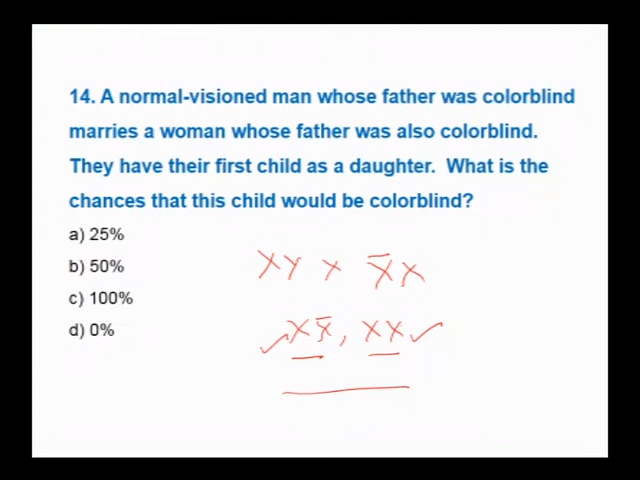 14. A normal-visioned man whose father was colorblind
marries a woman whose father was also colorblind.
They have their first child as a daughter. What is the
chances that this child would be colorblind?
a) 25%
b) 50%
c) 100%
d) 0%
XY × X̅X
✓XX̅, XX✓